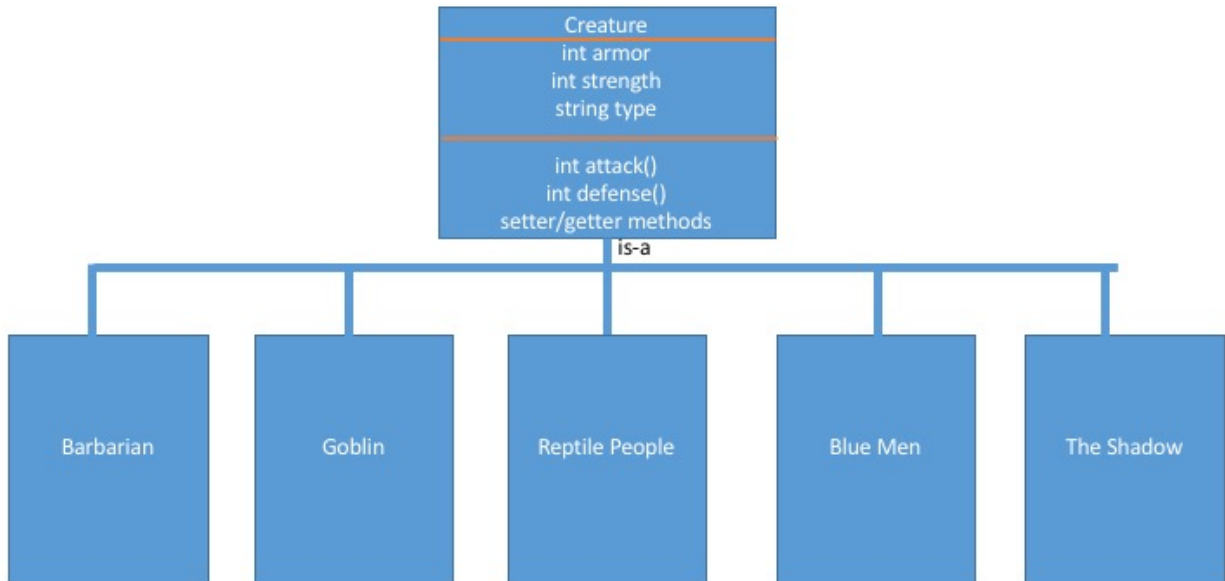 Creature
int armor
int strength
string type
int attack()
int defense()
setter/getter methods
is-a
Barbarian
Goblin
Reptile People
Blue Men
The Shadow